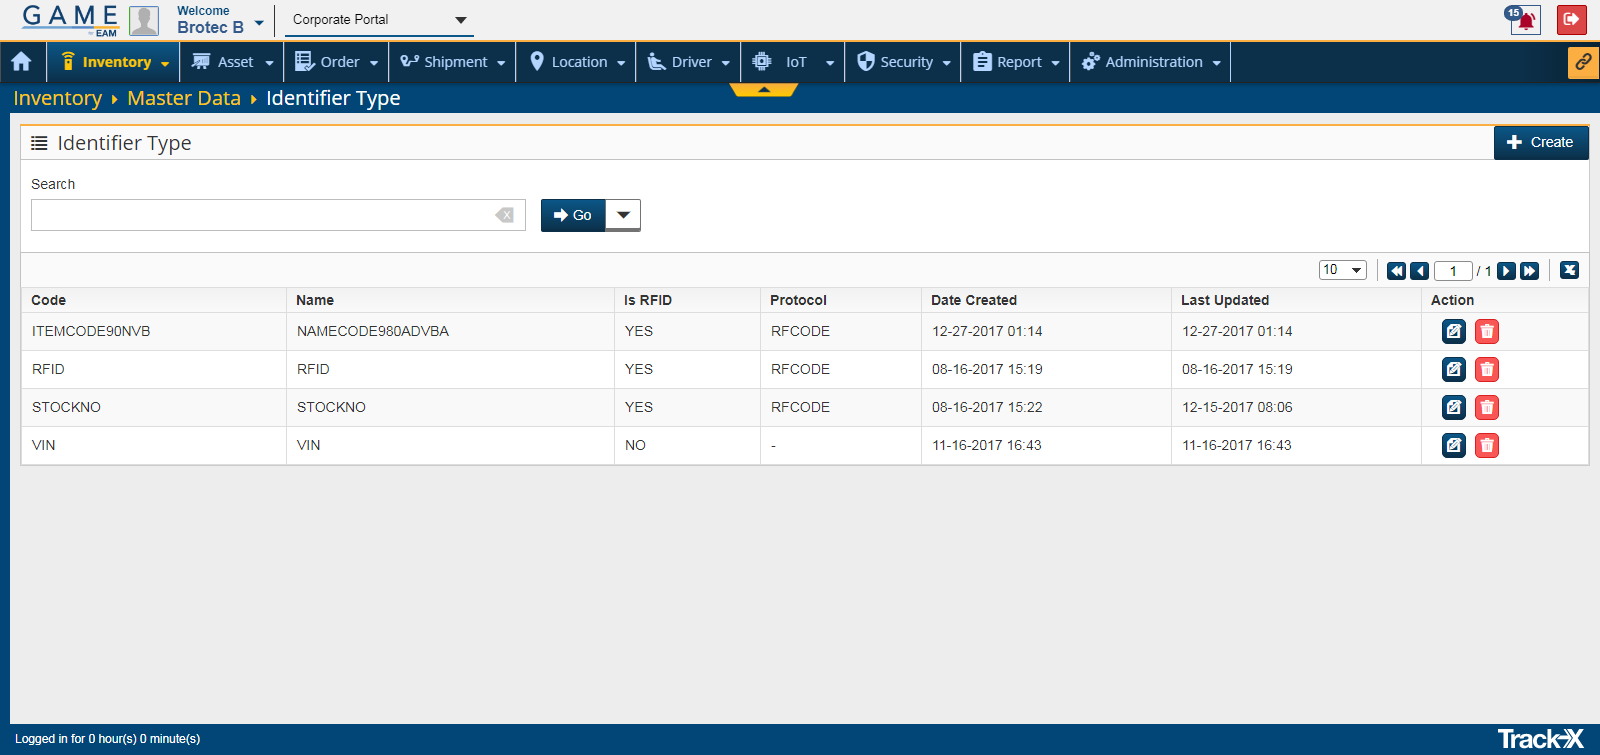 GAME
by EAM
Welcome
Brotec B
Corporate Portal
15
Inventory
Asset
Order
Shipment
Location
Driver
IoT
Security
Report
Administration
Inventory Master Data Identifier Type
Identifier Type
Create
Search
Go
10
1 / 1
Code Name Is RFID Protocol Date Created Last Updated Action
ITEMCODE90NVB NAMECODE980ADVBA YES RFCODE 12-27-2017 01:14 12-27-2017 01:14
RFID RFID YES RFCODE 08-16-2017 15:19 08-16-2017 15:19
STOCKNO STOCKNO YES RFCODE 08-16-2017 15:22 12-15-2017 08:06
VIN VIN NO - 11-16-2017 16:43 11-16-2017 16:43
Logged in for 0 hour(s) 0 minute(s)
Track-X